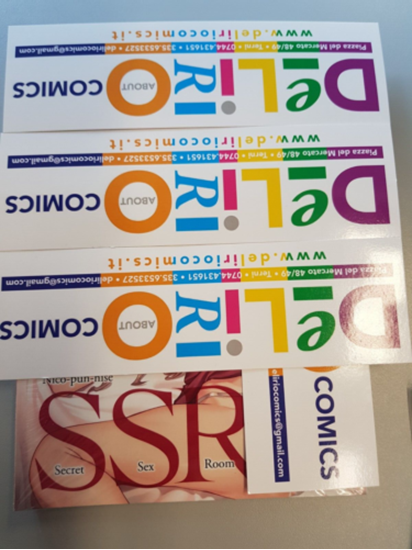 DeLiRiO ABOUT COMICS
Piazza del Mercato 48/49 • Terni • 0744.431651 • 335.6533527 • deliriocomics@gmail.com
www.deliriocomics.it
DeLiRiO ABOUT COMICS
Piazza del Mercato 48/49 • Terni • 0744.431651 • 335.6533527 • deliriocomics@gmail.com
www.deliriocomics.it
DeLiRiO ABOUT COMICS
Piazza del Mercato 48/49 • Terni • 0744.431651 • 335.6533527 • deliriocomics@gmail.com
www.deliriocomics.it
Nico-pun-nise
SSR
Secret Sex Room
COMICS
eliriocomics@gmail.com